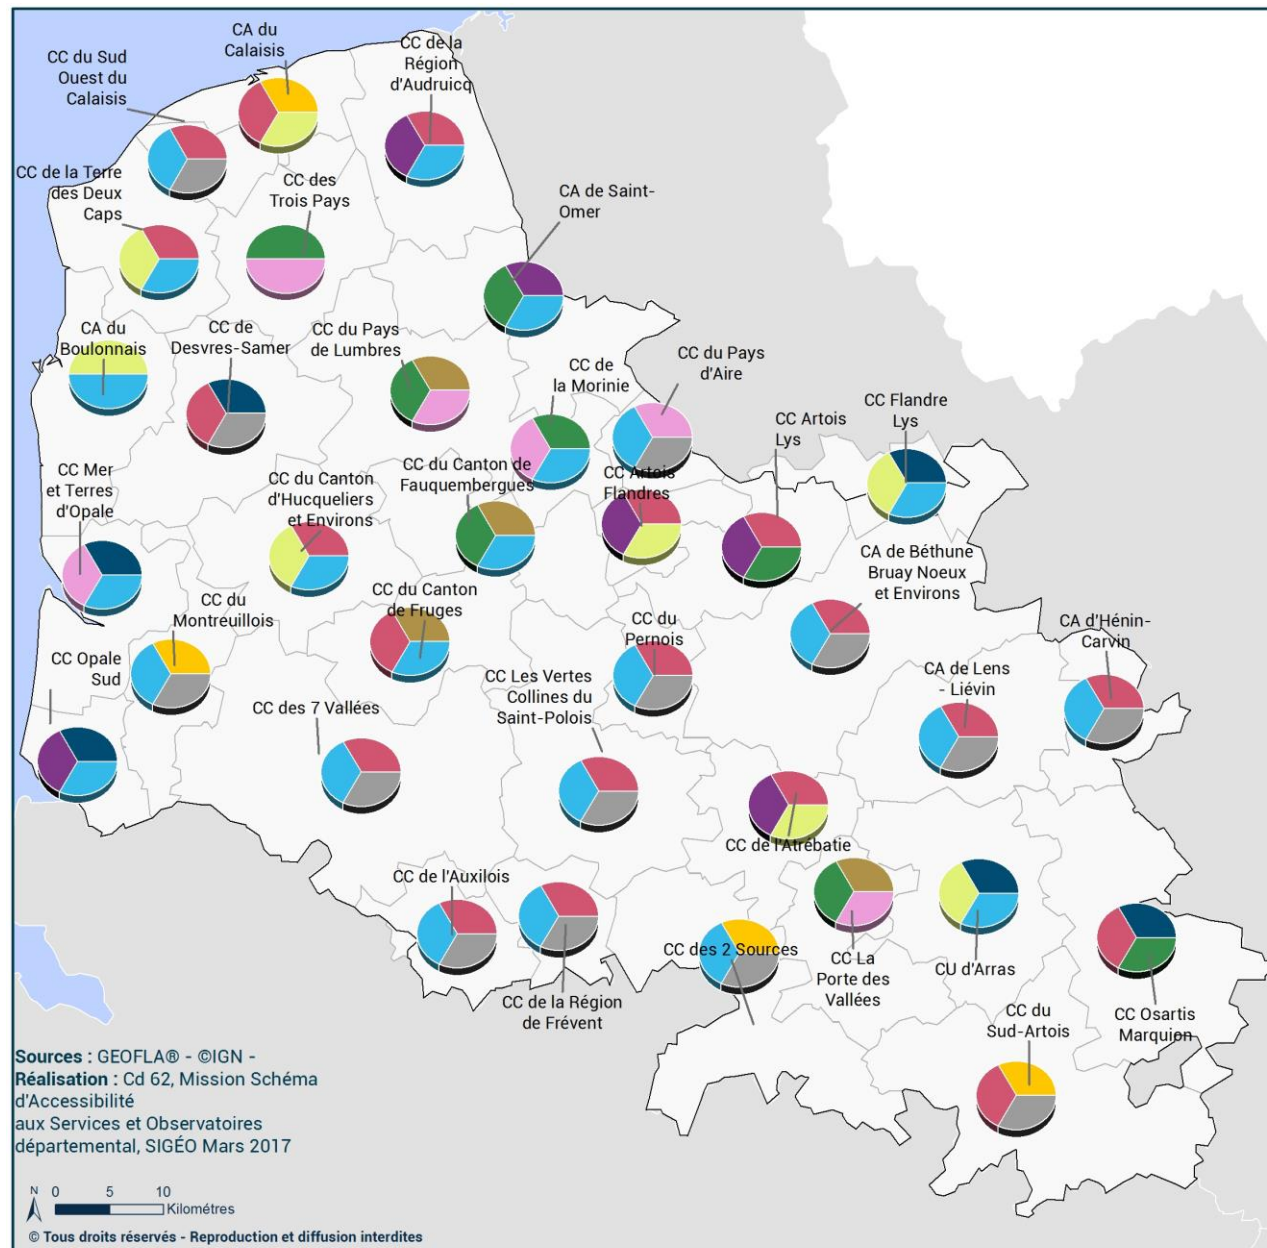 CA du
Calaisis
CC du Sud
Ouest du
Calaisis
CC de la
Région
d'Audruicq
CC de la Terre
des Deux
Caps
CC des
Trois Pays
CA de Saint-
Omer
CA du
Boulonnais
CC de
Desvres-Samer
CC du Pays
de Lumbres
CC de
la Morinie
CC du Pays
d'Aire
CC Artois
Lys
CC Flandre
Lys
CC Mer
et Terres
d'Opale
CC du Canton
d'Hucqueliers
et Environs
CC du Canton de
Fauquembergues
CC Artois
Flandres
CA de Béthune
Bruay Noeux
et Environs
CC du
Montreuillois
CC du Canton
de Fruges
CC du
Pernois
CA d'Hénin-
Carvin
CC Opale
Sud
CC des 7 Vallées
CC Les Vertes
Collines du
Saint-Polois
CA de Lens
- Liévin
CC de l'Atrébatie
CC de l'Auxilois
CC de la Région
de Frévent
CC des 2 Sources
CC La
Porte des
Vallées
CU d'Arras
CC Osartis
Marquion
CC du
Sud-Artois
Sources : GEOFLA® - ©IGN -
Réalisation : Cd 62, Mission Schéma
d'Accessibilité
aux Services et Observatoires
départemental, SIGÉO Mars 2017
N 0 5 10
Kilométres
© Tous droits réservés - Reproduction et diffusion interdites